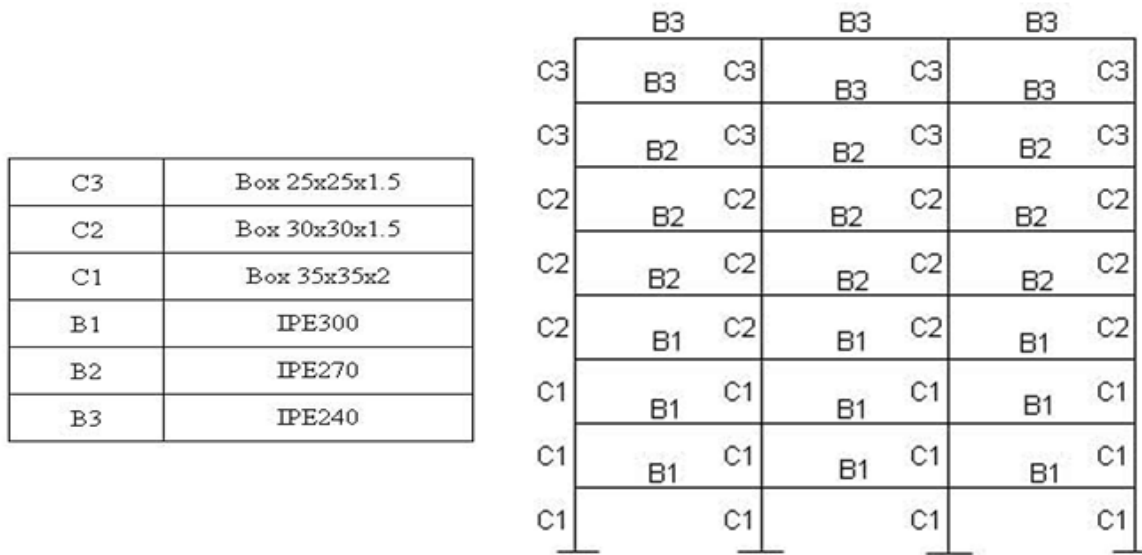 C3 Box 25x25x1.5
C2 Box 30x30x1.5
C1 Box 35x35x2
B1 IPE300
B2 IPE270
B3 IPE240
B3 B3 B3
C3 B3 C3 B3 C3 B3 C3
C3 B2 C3 B2 C3 B2 C3
C2 B2 C2 B2 C2 B2 C2
C2 B2 C2 B2 C2 B2 C2
C2 B1 C2 B1 C2 B1 C2
C1 B1 C1 B1 C1 B1 C1
C1 B1 C1 B1 C1 B1 C1
C1 C1 C1 C1